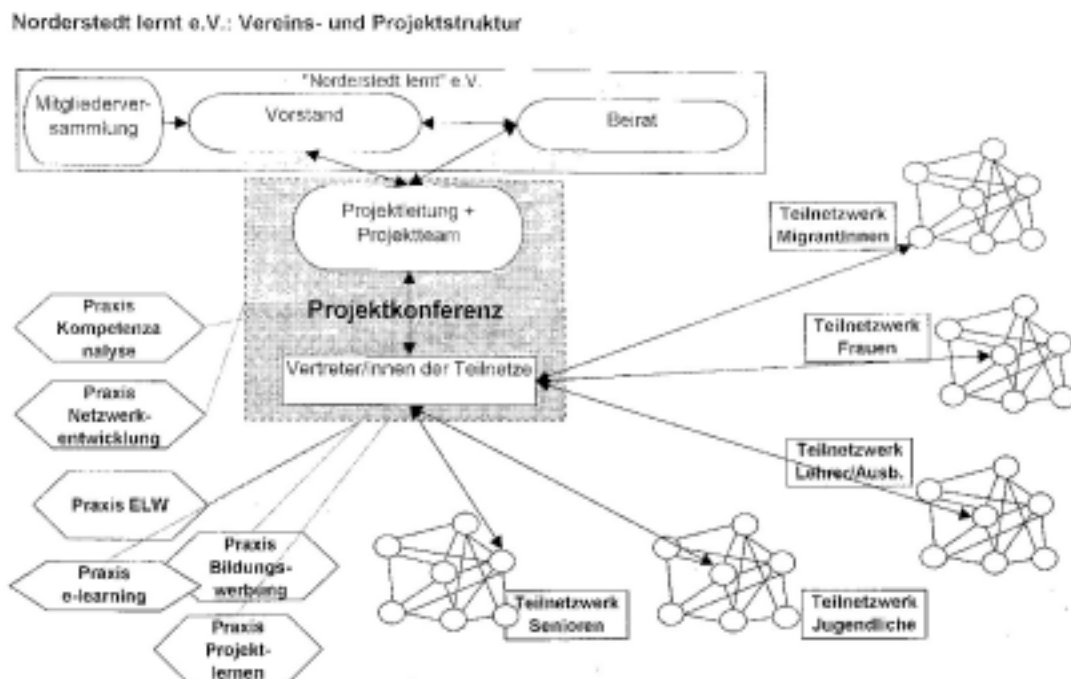 Norderstedt lernt e.V.: Vereins- und Projektstruktur
"Norderstedt lernt" e.V.
Mitgliederver-
sammlung
Vorstand
Beirat
Projektleitung +
Projektteam
Projektkonferenz
Vertreter/innen der Teilnetze
Teilnetzwerk
MigrantInnen
Teilnetzwerk
Frauen
Teilnetzwerk
Lehrer/Ausb.
Teilnetzwerk
Jugendliche
Teilnetzwerk
Senioren
Praxis
Kompetenza
nalyse
Praxis
Netzwerk-
entwicklung
Praxis ELW
Praxis
Bildungs-
werbung
Praxis
e-learning
Praxis
Projekt-
lernen